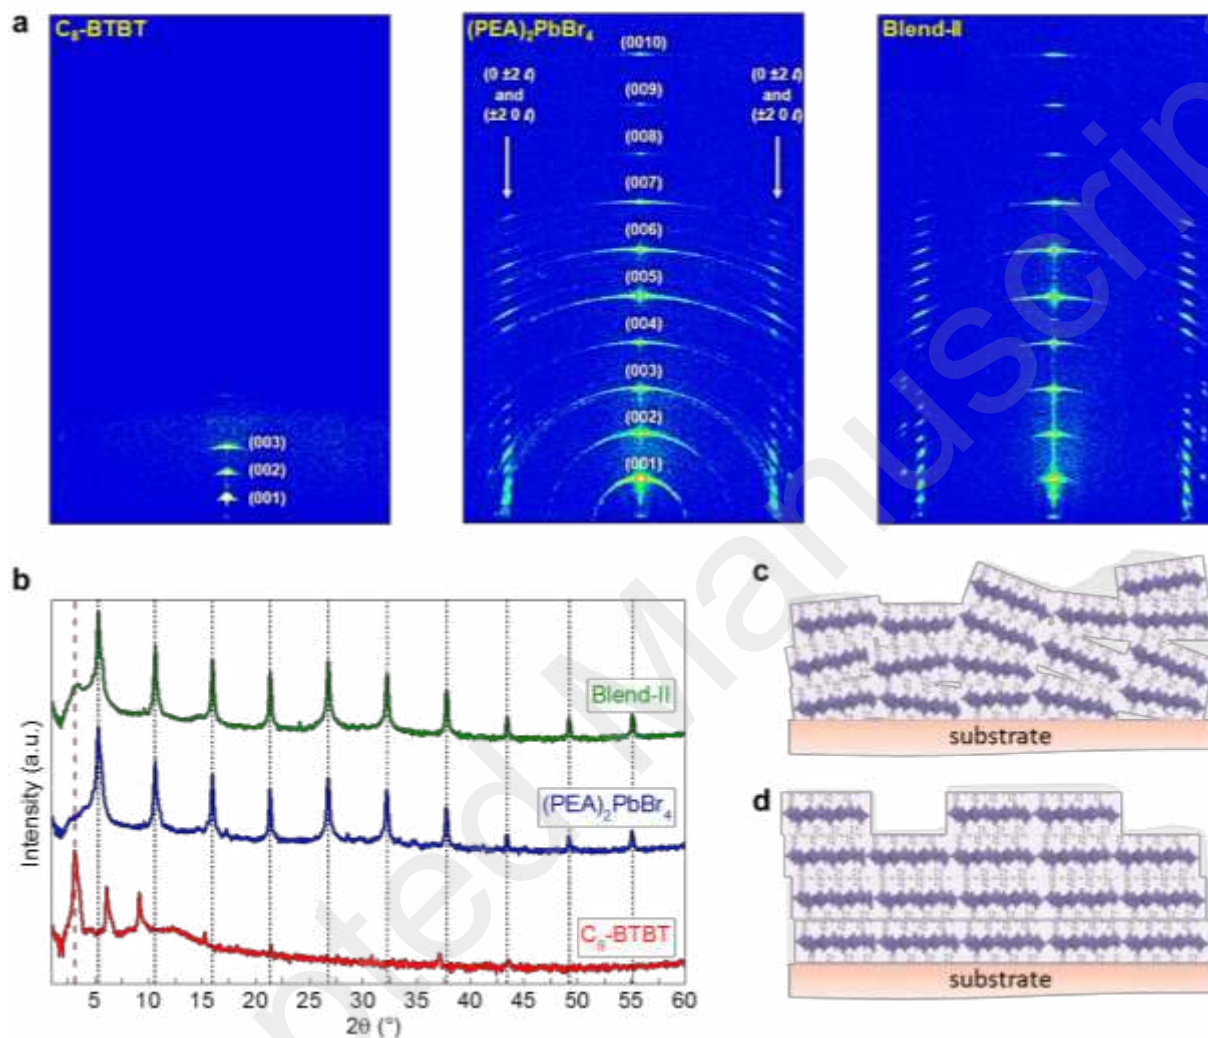 a
C₈-BTBT
(003)
(002)
(001)
(PEA)₂PbBr₄
(0010)
(0 ±2 l)
and
(±2 0 l)
(0 ±2 l)
and
(±2 0 l)
(009)
(008)
(007)
(006)
(005)
(004)
(003)
(002)
(001)
Blend-II
b
Intensity (a.u.)
Blend-II
(PEA)₂PbBr₄
C₈-BTBT
5 10 15 20 25 30 35 40 45 50 55 60
2θ (°)
c
substrate
d
substrate
nted Manuscrip